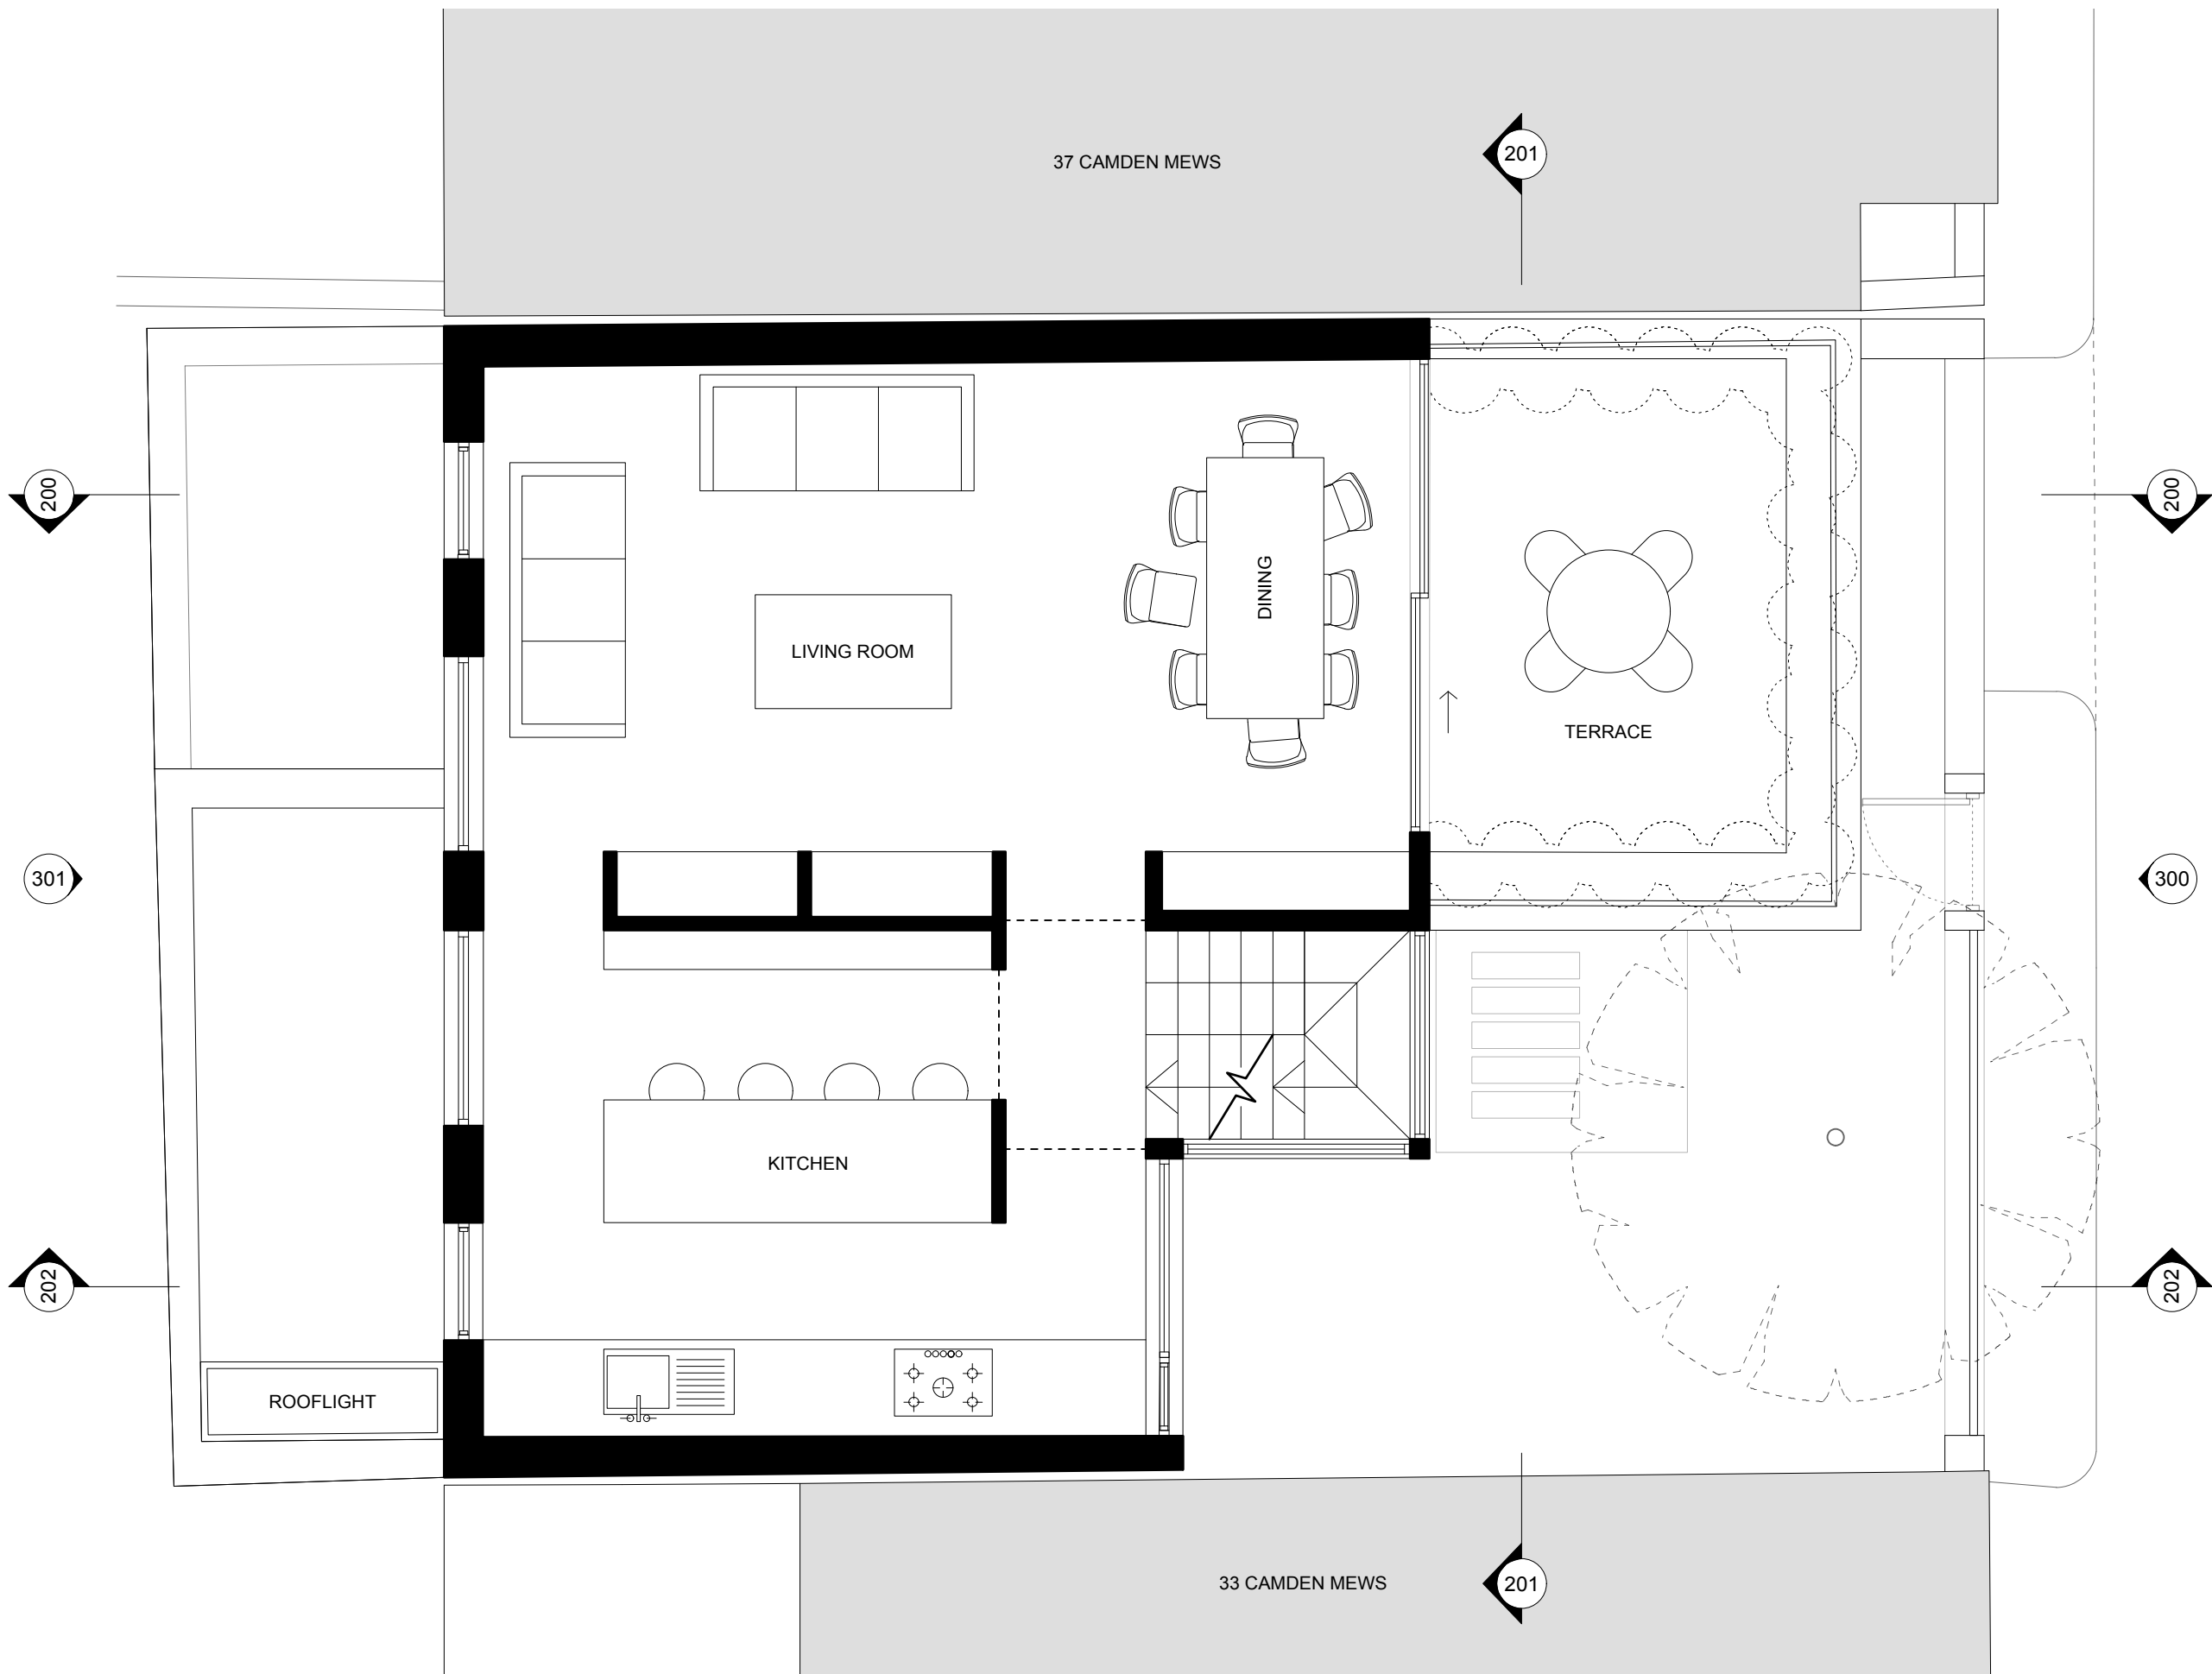 37 CAMDEN MEWS
201
200
200
DINING
LIVING ROOM
TERRACE
301
300
KITCHEN
202
202
ROOFLIGHT
33 CAMDEN MEWS
201